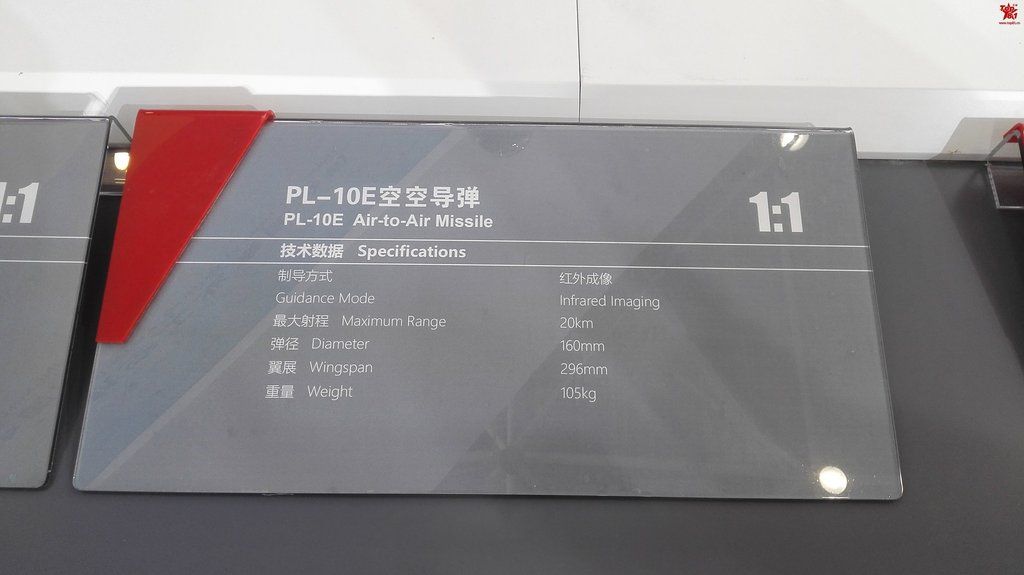 PL-10E空空导弹
PL-10E Air-to-Air Missile
1:1
技术数据 Specifications
制导方式 红外成像
Guidance Mode Infrared Imaging
最大射程 Maximum Range 20km
弹径 Diameter 160mm
翼展 Wingspan 296mm
重量 Weight 105kg
:1